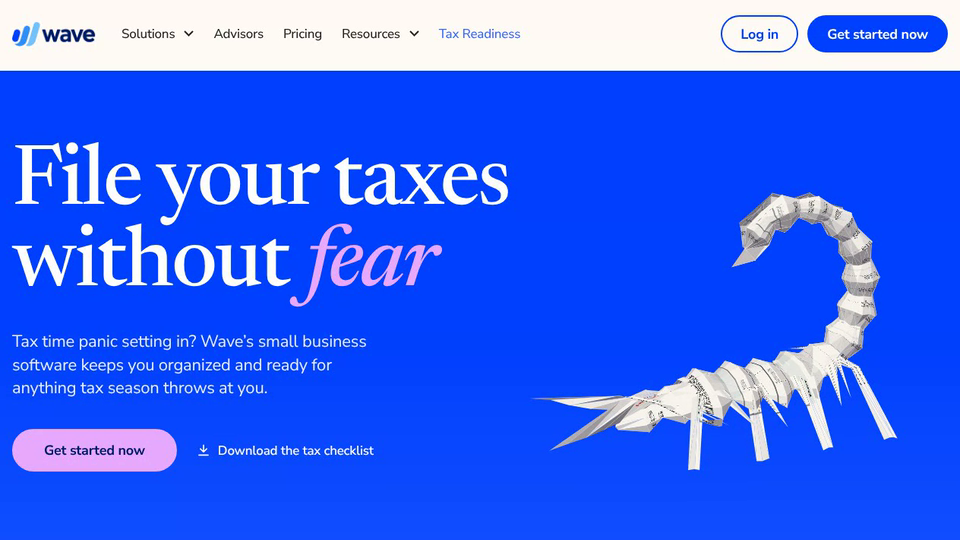 wave
Solutions
Advisors
Pricing
Resources
Tax Readiness
Log in
Get started now
File your taxes
without fear
Tax time panic setting in? Wave’s small business
software keeps you organized and ready for
anything tax season throws at you.
Get started now
Download the tax checklist